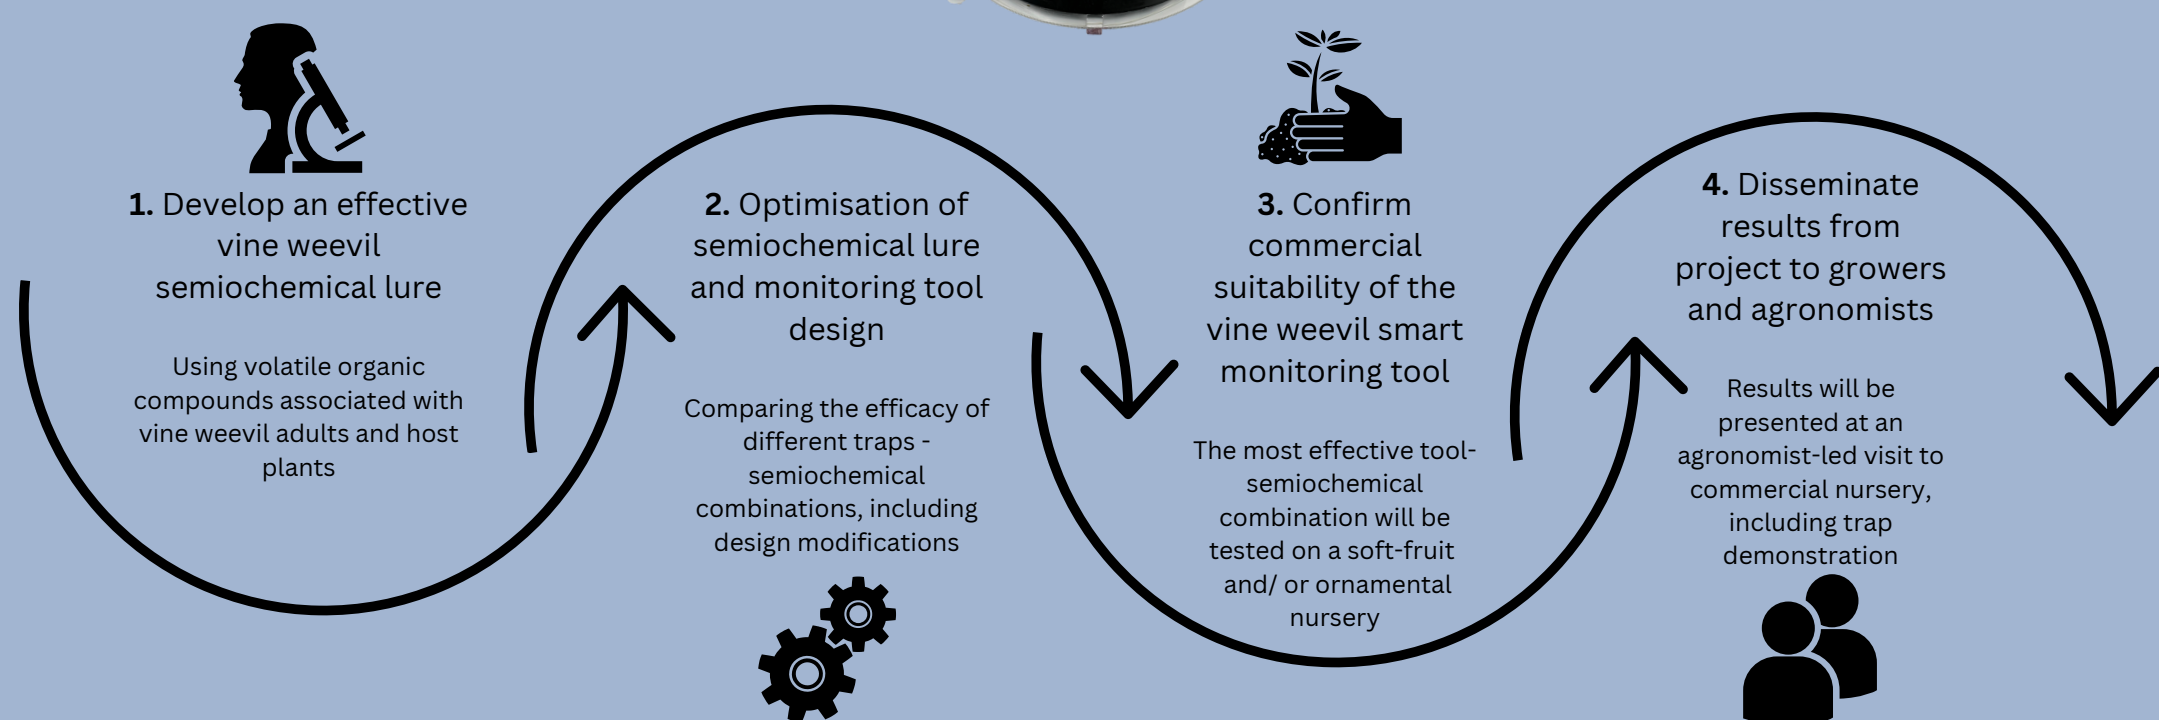 1. Develop an effective
vine weevil
semiochemical lure
Using volatile organic
compounds associated with
vine weevil adults and host
plants
2. Optimisation of
semiochemical lure
and monitoring tool
design
Comparing the efficacy of
different traps -
semiochemical
combinations, including
design modifications
3. Confirm
commercial
suitability of the
vine weevil smart
monitoring tool
The most effective tool-
semiochemical
combination will be
tested on a soft-fruit
and/ or ornamental
nursery
4. Disseminate
results from
project to growers
and agronomists
Results will be
presented at an
agronomist-led visit to
commercial nursery,
including trap
demonstration